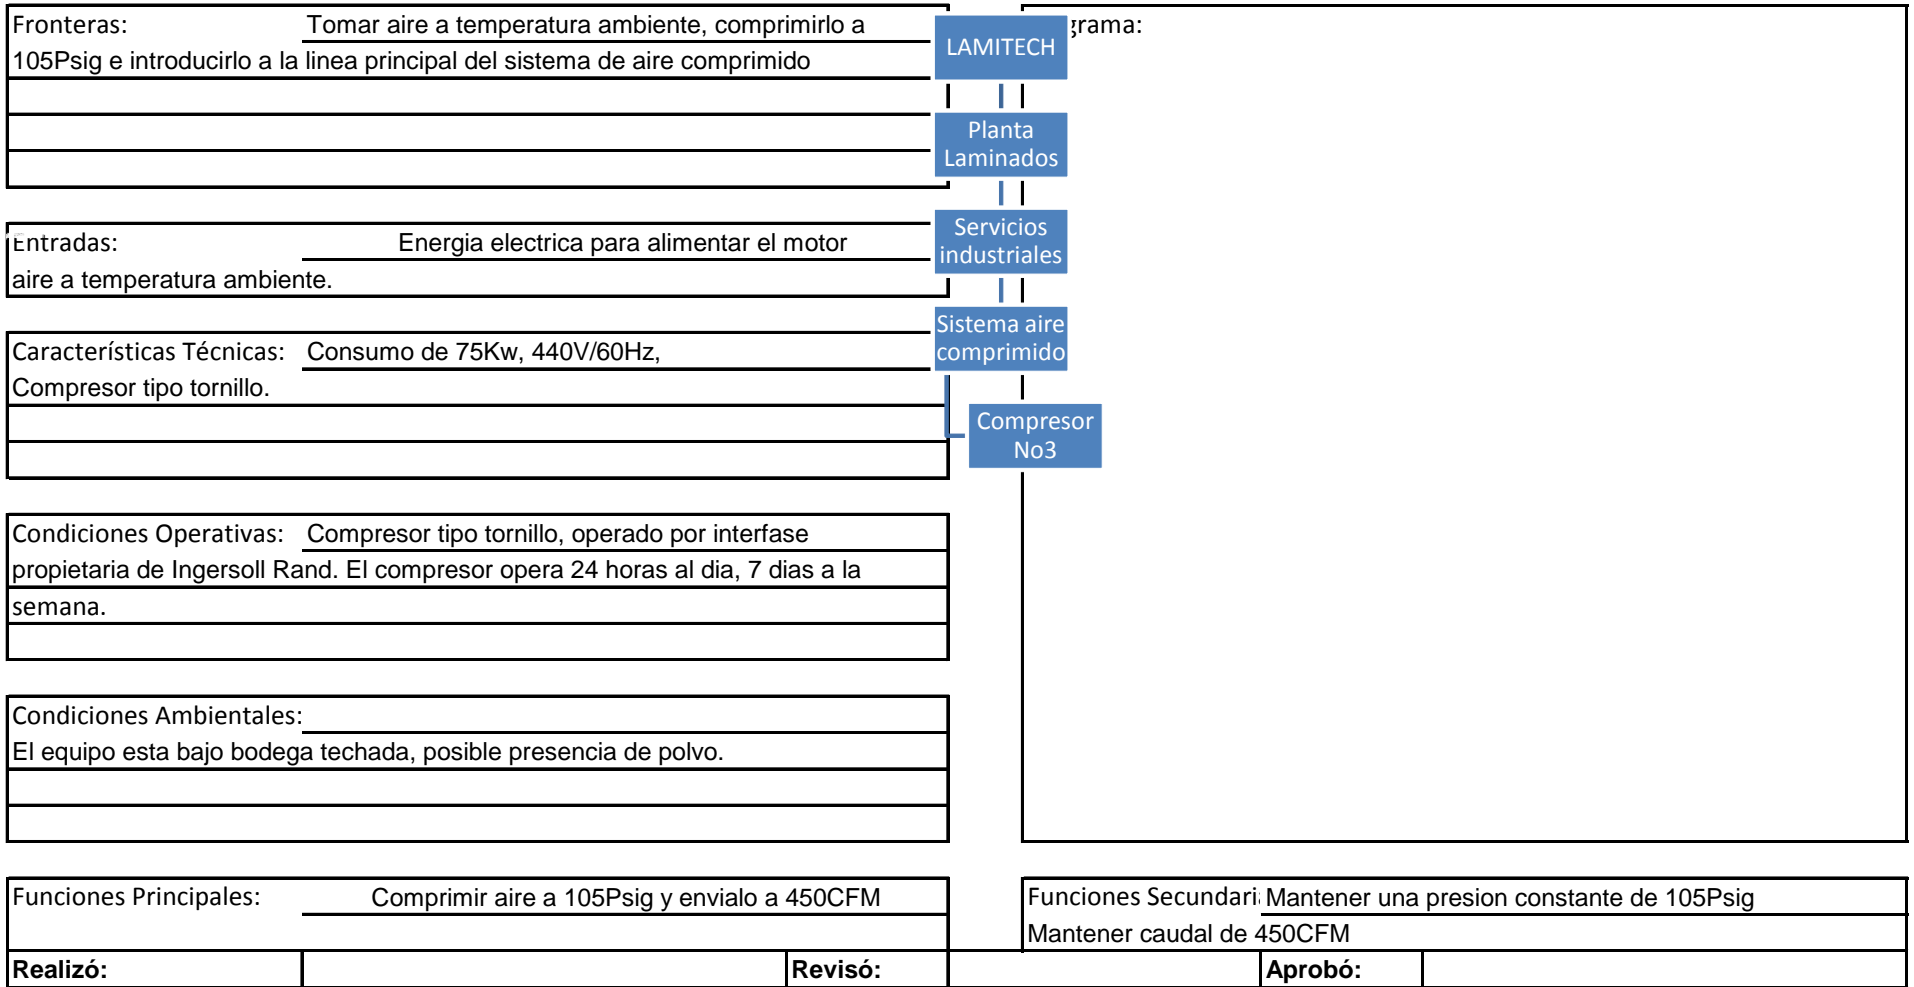 Fronteras: Tomar aire a temperatura ambiente, comprimirlo a
105Psig e introducirlo a la linea principal del sistema de aire comprimido
Entradas: Energia electrica para alimentar el motor
aire a temperatura ambiente.
Características Técnicas: Consumo de 75Kw, 440V/60Hz,
Compresor tipo tornillo.
Condiciones Operativas: Compresor tipo tornillo, operado por interfase
propietaria de Ingersoll Rand. El compresor opera 24 horas al dia, 7 dias a la
semana.
Condiciones Ambientales:
El equipo esta bajo bodega techada, posible presencia de polvo.
grama:
LAMITECH
Planta
Laminados
Servicios
industriales
Sistema aire
comprimido
Compresor
No3
Funciones Principales: Comprimir aire a 105Psig y envialo a 450CFM
Funciones Secundari Mantener una presion constante de 105Psig
Mantener caudal de 450CFM
Realizó: Revisó: Aprobó: